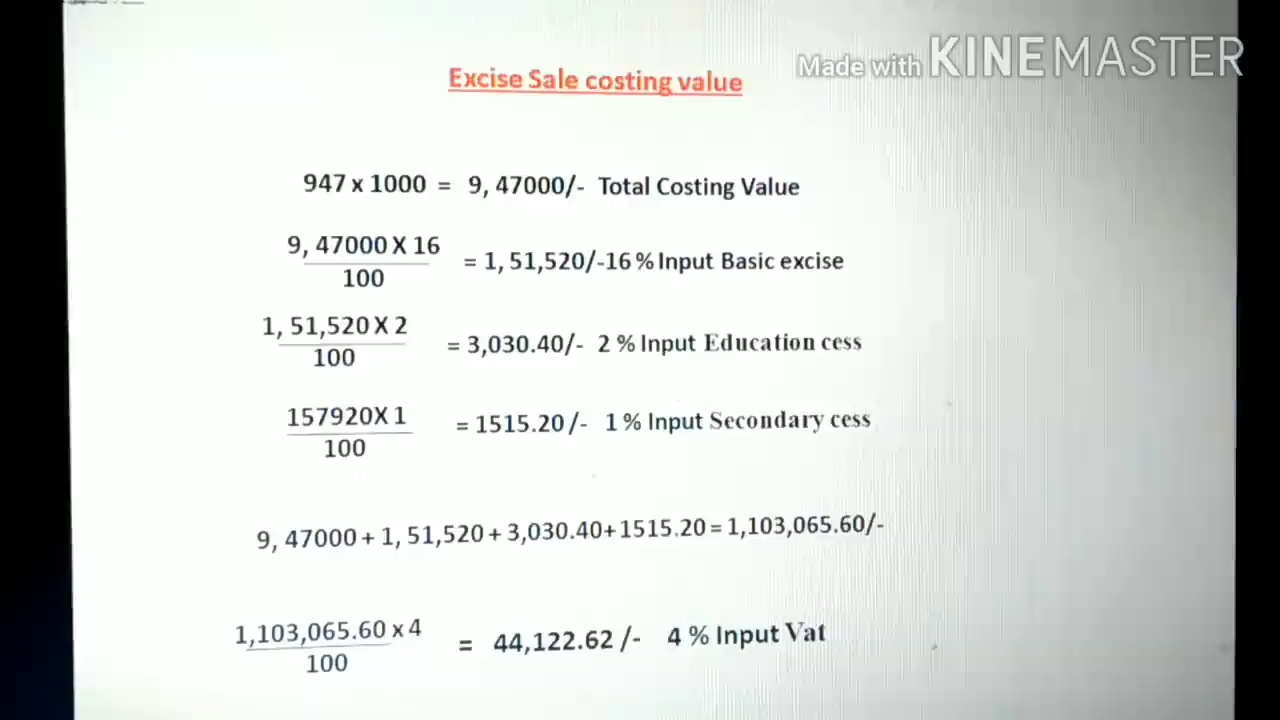 Made with KINEMASTER
Excise Sale costing value
947 x 1000 = 9, 47000/- Total Costing Value
9, 47000 X 16
100
= 1, 51,520/-16 % Input Basic excise
1, 51,520 X 2
100
= 3,030.40/- 2 % Input Education cess
157920X 1
100
= 1515.20 /- 1 % Input Secondary cess
9, 47000 + 1, 51,520 + 3,030.40+1515.20 = 1,103,065.60/-
1,103,065.60 x 4
100
= 44,122.62 /- 4 % Input Vat